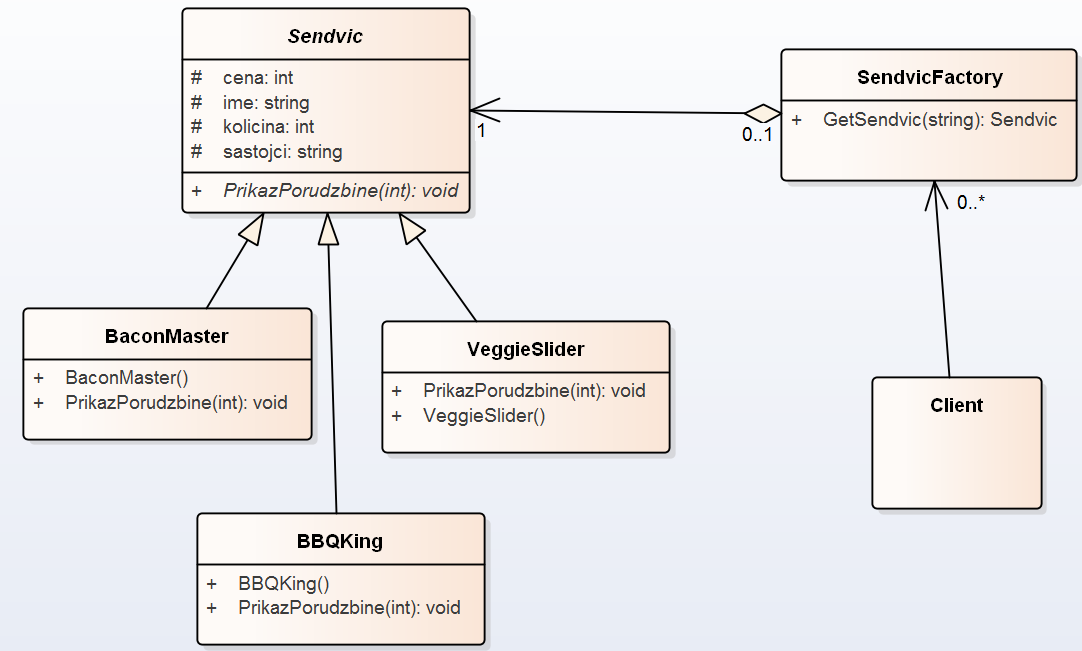 Sendvic
# cena: int
# ime: string
# kolicina: int
# sastojci: string
+ PrikazPorudzbine(int): void
SendvicFactory
+ GetSendvic(string): Sendvic
1
0..1
0..*
BaconMaster
+ BaconMaster()
+ PrikazPorudzbine(int): void
VeggieSlider
+ PrikazPorudzbine(int): void
+ VeggieSlider()
Client
BBQKing
+ BBQKing()
+ PrikazPorudzbine(int): void